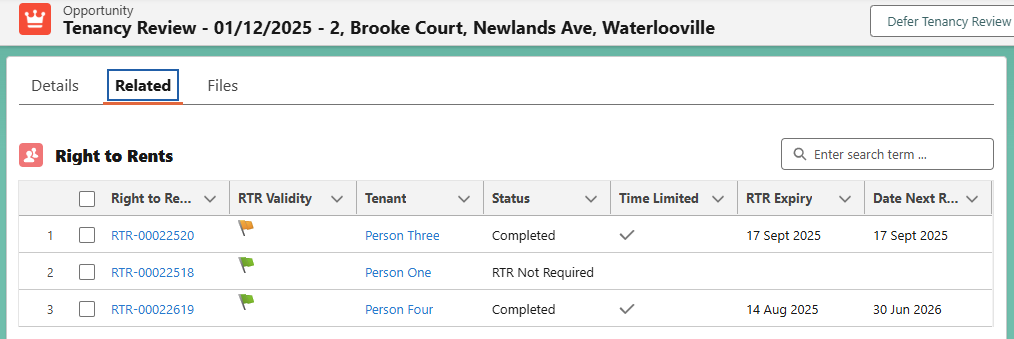 Opportunity
Tenancy Review - 01/12/2025 - 2, Brooke Court, Newlands Ave, Waterlooville
Defer Tenancy Review
Details Related Files
Right to Rents
Enter search term ...
Right to Re... RTR Validity Tenant Status Time Limited RTR Expiry Date Next R...
1 RTR-00022520 Person Three Completed 17 Sept 2025 17 Sept 2025
2 RTR-00022518 Person One RTR Not Required
3 RTR-00022619 Person Four Completed 14 Aug 2025 30 Jun 2026